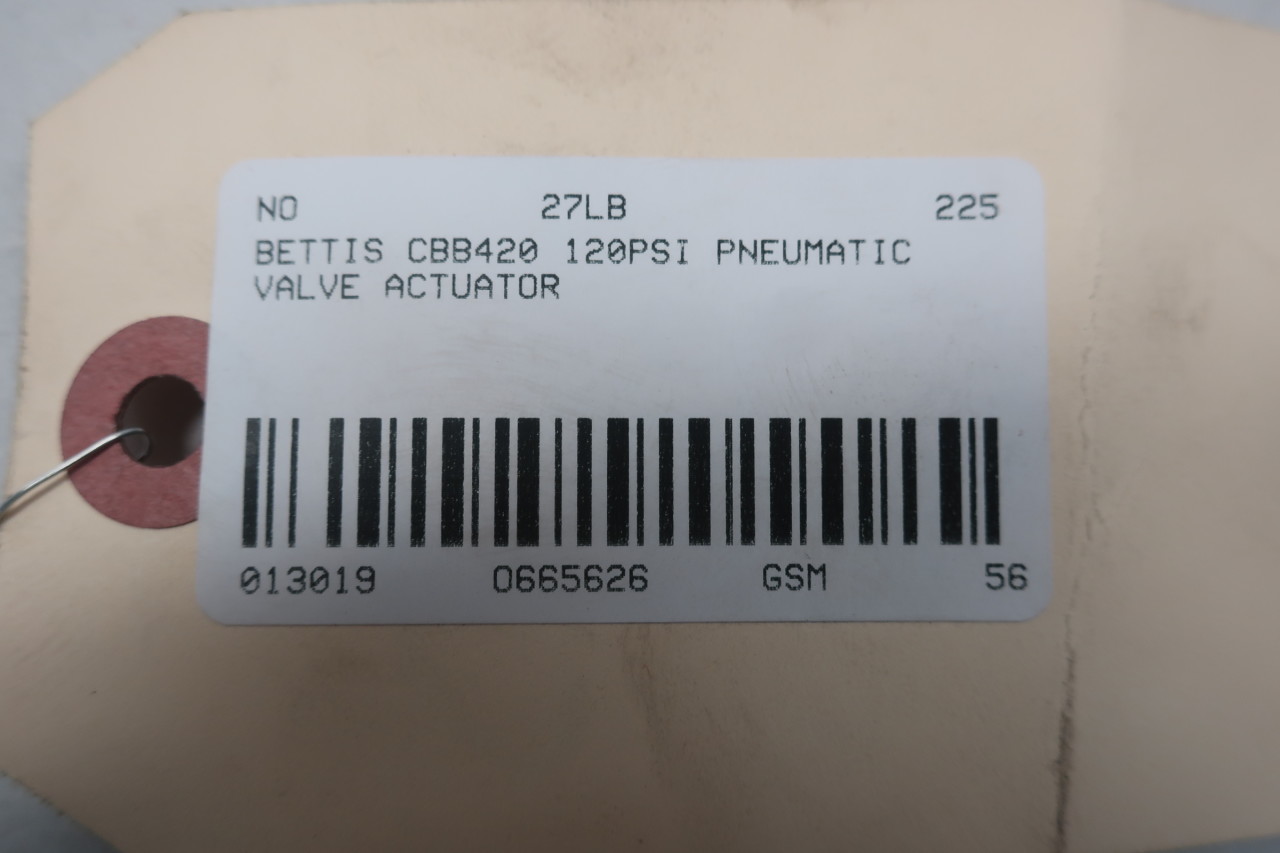 NO 27LB 225
BETTIS CBB420 120PSI PNEUMATIC
VALVE ACTUATOR
013019 0665626 GSM 56